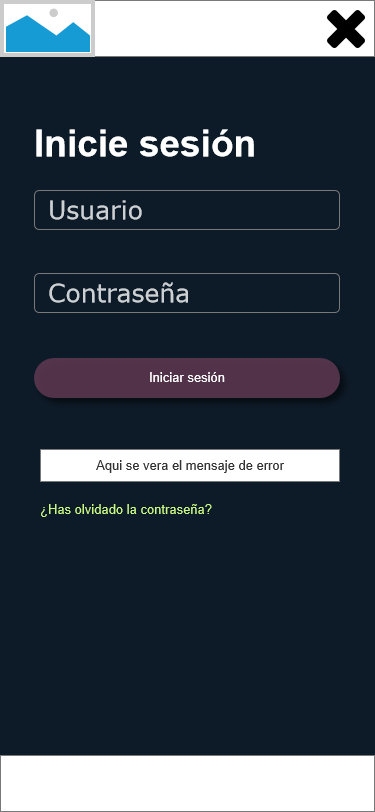 Inicie sesión
Usuario
Contraseña
Iniciar sesión
Aqui se vera el mensaje de error
¿Has olvidado la contraseña?